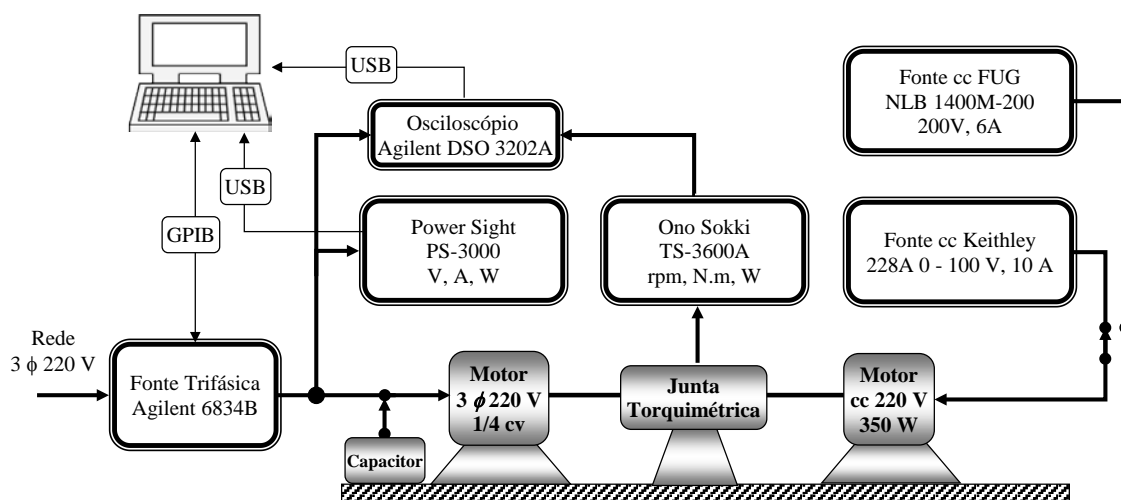 USB
Fonte cc FUG
NLB 1400M-200
200V, 6A
Osciloscópio
Agilent DSO 3202A
USB
GPIB
Power Sight
PS-3000
V, A, W
Ono Sokki
TS-3600A
rpm, N.m, W
Fonte cc Keithley
228A 0 - 100 V, 10 A
Rede
3 ϕ 220 V
Fonte Trifásica
Agilent 6834B
Motor
3 ϕ 220 V
1/4 cv
Junta
Torquimétrica
Motor
cc 220 V
350 W
Capacitor